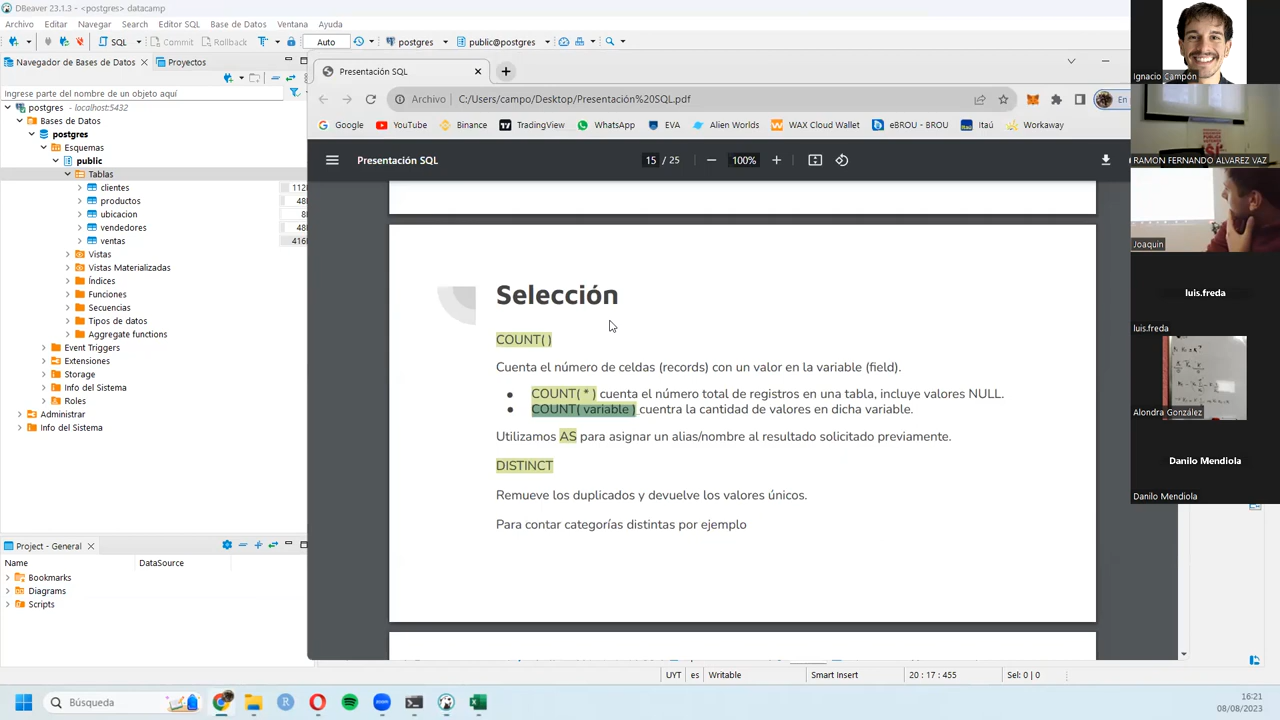 DBeaver 23.1.3 - <postgres> datacamp
Archivo Editar Navegar Search Editor SQL Base de Datos Ventana Ayuda
SQL Commit Rollback Auto postgres public@postgres
Navegador de Bases de Datos Proyectos
Ingrese parte del nombre de un objeto aquí
postgres - localhost:5432
Bases de Datos
postgres
Esquemas
public
Tablas
clientes 112
productos 48
ubicacion 8
vendedores 48
ventas 416
Vistas
Vistas Materializadas
Índices
Funciones
Secuencias
Tipos de datos
Aggregate functions
Event Triggers
Extensiones
Storage
Info del Sistema
Roles
Administrar
Info del Sistema
Project - General
Name DataSource
Bookmarks
Diagrams
Scripts
Presentación SQL
Archivo C:/Users/campo/Desktop/Presentación%20SQL.pdf En
Google YouTube Binance TradingView WhatsApp EVA Alien Worlds WAX Cloud Wallet eBROU - BROU Itaú Workaway
Presentación SQL 15 / 25 100%
Selección
COUNT( )
Cuenta el número de celdas (records) con un valor en la variable (field).
● COUNT( * ) cuenta el número total de registros en una tabla, incluye valores NULL.
● COUNT( variable ) cuentra la cantidad de valores en dicha variable.
Utilizamos AS para asignar un alias/nombre al resultado solicitado previamente.
DISTINCT
Remueve los duplicados y devuelve los valores únicos.
Para contar categorías distintas por ejemplo
Ignacio Campón
RAMON FERNANDO ALVAREZ VAZ
Joaquin
luis.freda
luis.freda
Alondra González
Danilo Mendiola
Danilo Mendiola
UYT es Writable Smart Insert 20 : 17 : 455 Sel: 0 | 0
Búsqueda
16:21
08/08/2023